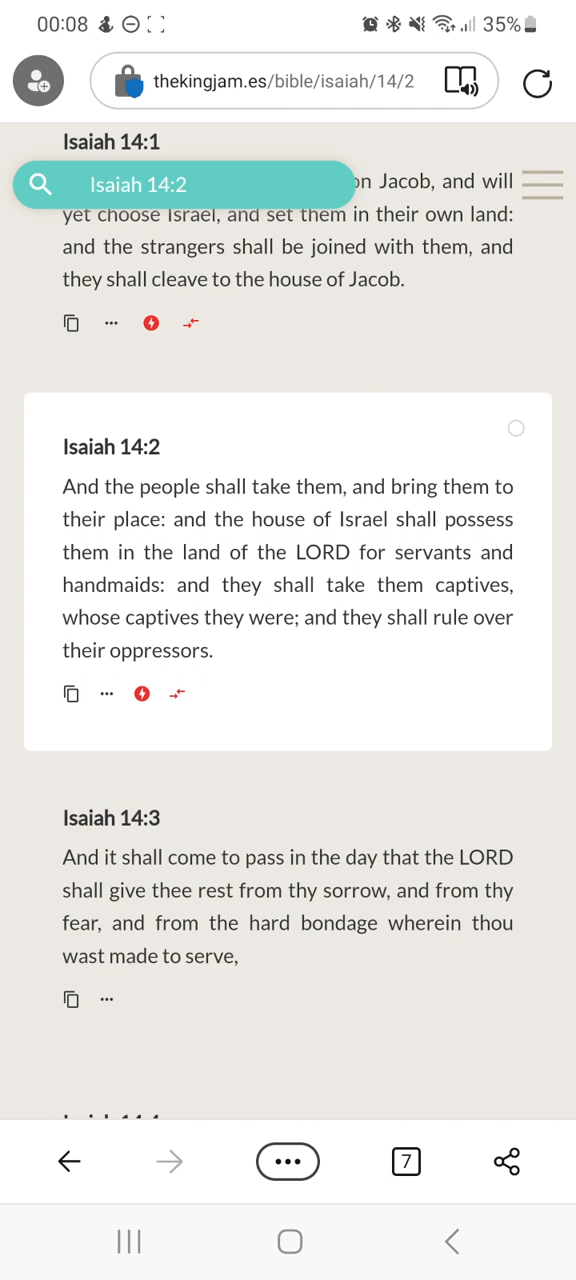 00:08 35%
thekingjam.es/bible/isaiah/14/2
Isaiah 14:1
Isaiah 14:2
on Jacob, and will
yet choose Israel, and set them in their own land:
and the strangers shall be joined with them, and
they shall cleave to the house of Jacob.
Isaiah 14:2
And the people shall take them, and bring them to
their place: and the house of Israel shall possess
them in the land of the LORD for servants and
handmaids: and they shall take them captives,
whose captives they were; and they shall rule over
their oppressors.
Isaiah 14:3
And it shall come to pass in the day that the LORD
shall give thee rest from thy sorrow, and from thy
fear, and from the hard bondage wherein thou
wast made to serve,
7